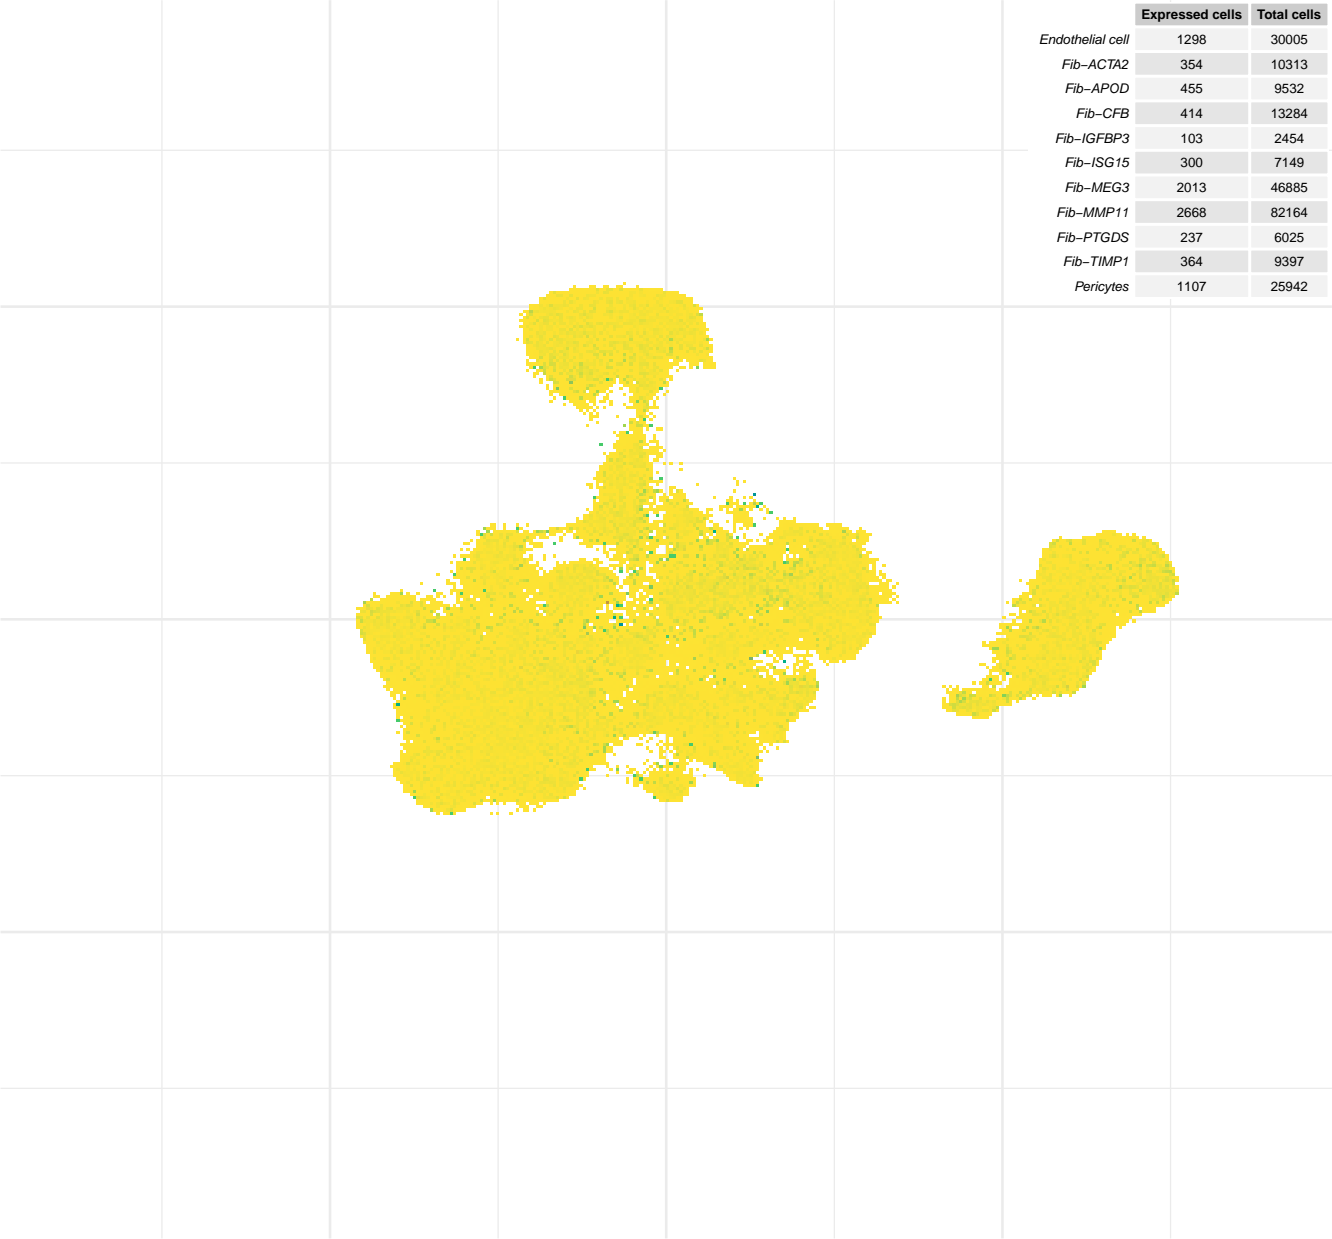 Expressed cells Total cells
Endothelial cell 1298 30005
Fib−ACTA2 354 10313
Fib−APOD 455 9532
Fib−CFB 414 13284
Fib−IGFBP3 103 2454
Fib−ISG15 300 7149
Fib−MEG3 2013 46885
Fib−MMP11 2668 82164
Fib−PTGDS 237 6025
Fib−TIMP1 364 9397
Pericytes 1107 25942